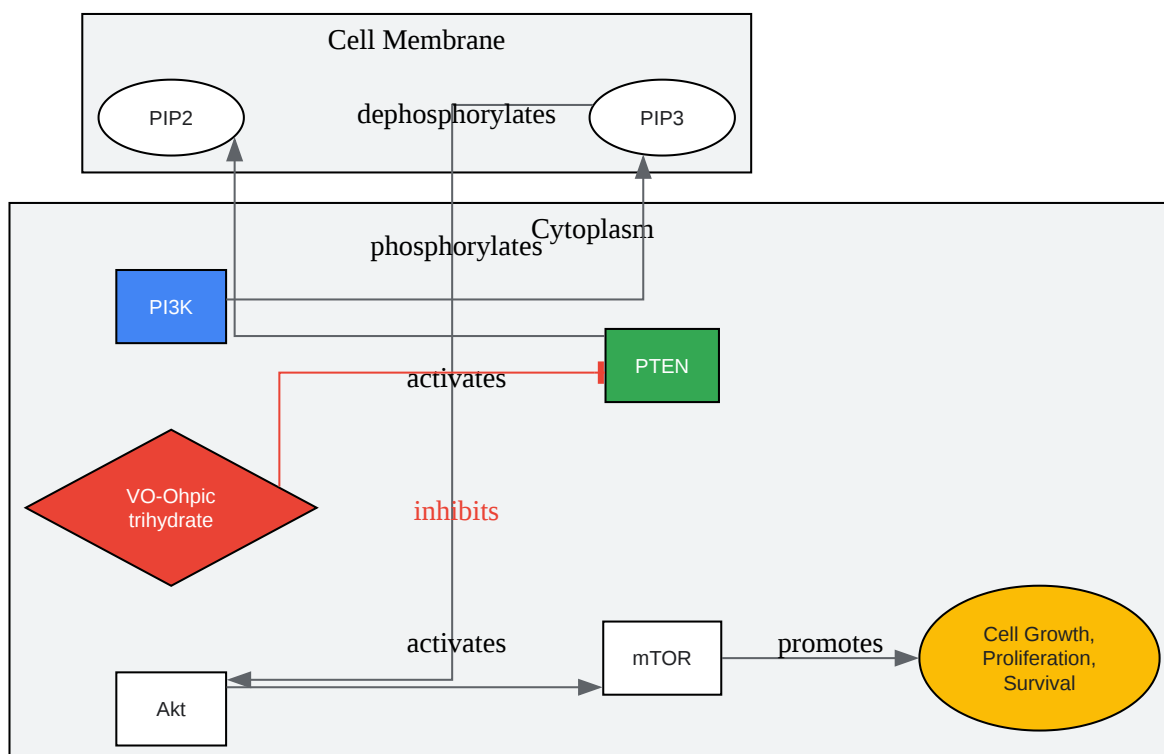 Cell Membrane
PIP2
dephosphorylates
PIP3
Cytoplasm
phosphorylates
PI3K
PTEN
activates
VO-Ohpic
trihydrate
inhibits
activates
mTOR
promotes
Cell Growth,
Proliferation,
Survival
Akt